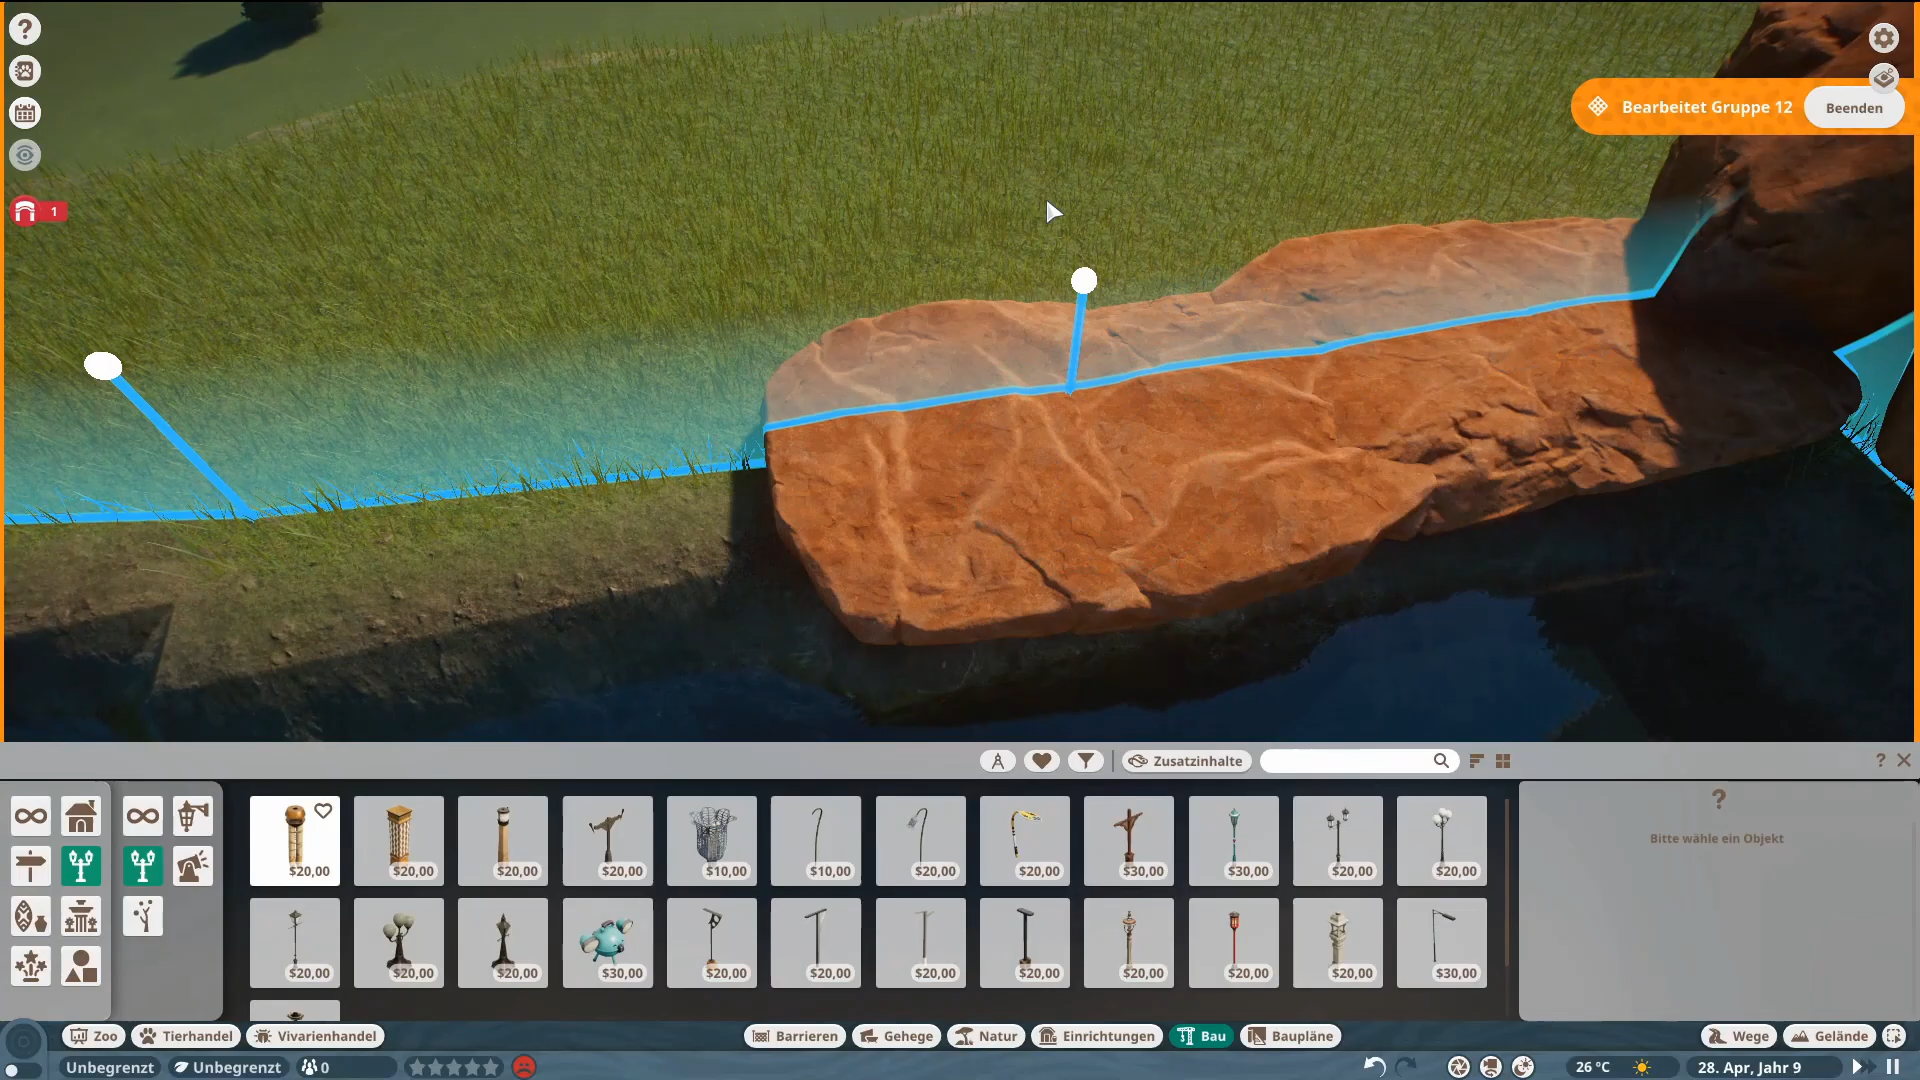 Bearbeitet Gruppe 12
Beenden
1
Zusatzinhalte
?
?
Bitte wähle ein Objekt
$20,00
$20,00
$20,00
$20,00
$10,00
$10,00
$20,00
$20,00
$30,00
$30,00
$20,00
$20,00
$20,00
$20,00
$20,00
$30,00
$20,00
$20,00
$20,00
$20,00
$20,00
$20,00
$20,00
$30,00
Zoo
Tierhandel
Vivarienhandel
Barrieren
Gehege
Natur
Einrichtungen
Bau
Baupläne
Wege
Gelände
Unbegrenzt
Unbegrenzt
0
26 °C
28. Apr, Jahr 9